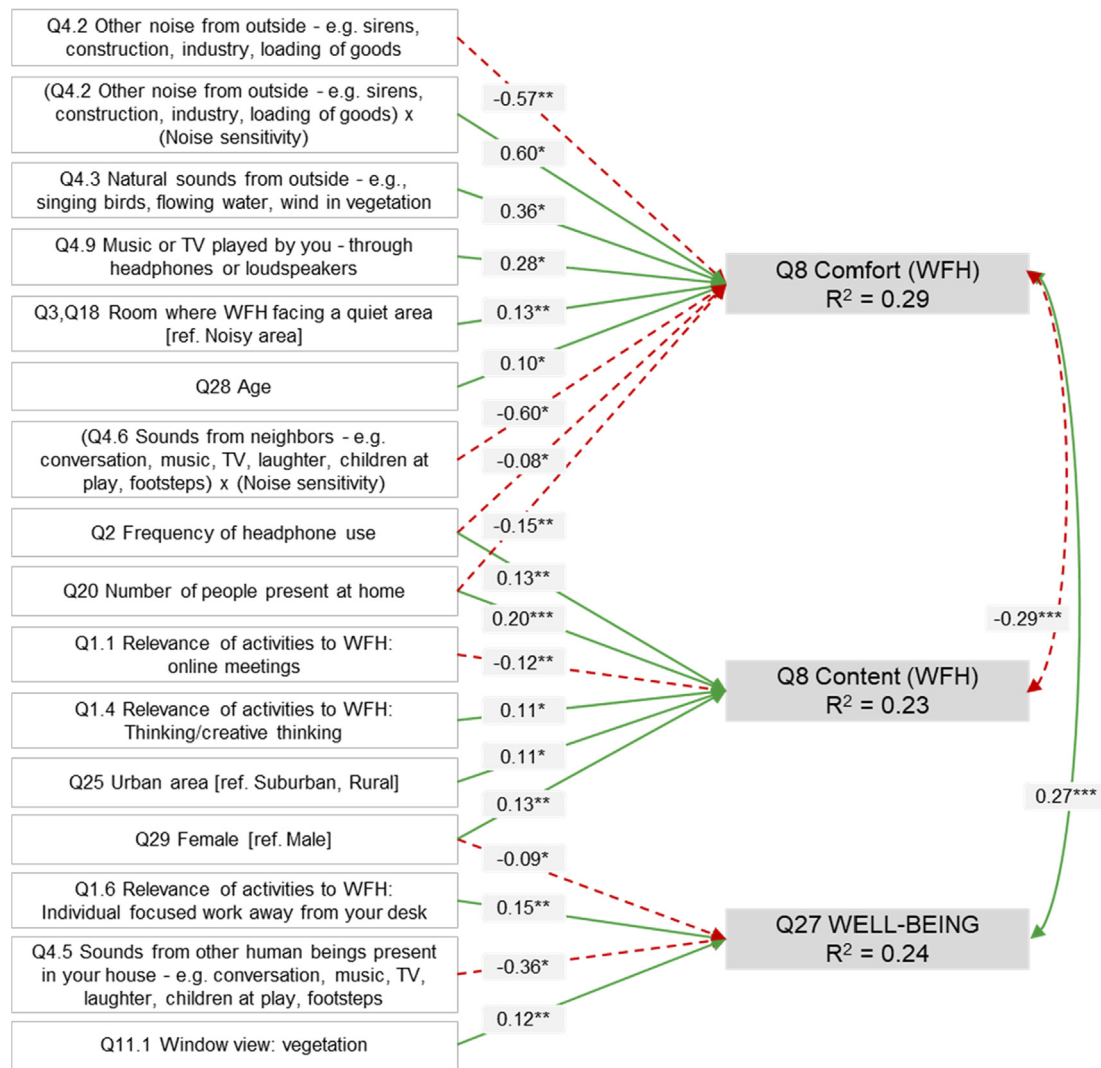 Q4.2 Other noise from outside - e.g. sirens,
construction, industry, loading of goods
(Q4.2 Other noise from outside - e.g. sirens,
construction, industry, loading of goods) x
(Noise sensitivity)
Q4.3 Natural sounds from outside - e.g.,
singing birds, flowing water, wind in vegetation
Q4.9 Music or TV played by you - through
headphones or loudspeakers
Q3,Q18 Room where WFH facing a quiet area
[ref. Noisy area]
Q28 Age
(Q4.6 Sounds from neighbors - e.g.
conversation, music, TV, laughter, children at
play, footsteps) x (Noise sensitivity)
Q2 Frequency of headphone use
Q20 Number of people present at home
Q1.1 Relevance of activities to WFH:
online meetings
Q1.4 Relevance of activities to WFH:
Thinking/creative thinking
Q25 Urban area [ref. Suburban, Rural]
Q29 Female [ref. Male]
Q1.6 Relevance of activities to WFH:
Individual focused work away from your desk
Q4.5 Sounds from other human beings present
in your house - e.g. conversation, music, TV,
laughter, children at play, footsteps
Q11.1 Window view: vegetation
-0.57**
0.60*
0.36*
0.28*
0.13**
0.10*
-0.60*
-0.08*
-0.15**
0.13**
0.20***
-0.12**
0.11*
0.11*
0.13**
-0.09*
0.15**
-0.36*
0.12**
Q8 Comfort (WFH)
R² = 0.29
Q8 Content (WFH)
R² = 0.23
Q27 WELL-BEING
R² = 0.24
-0.29***
0.27***